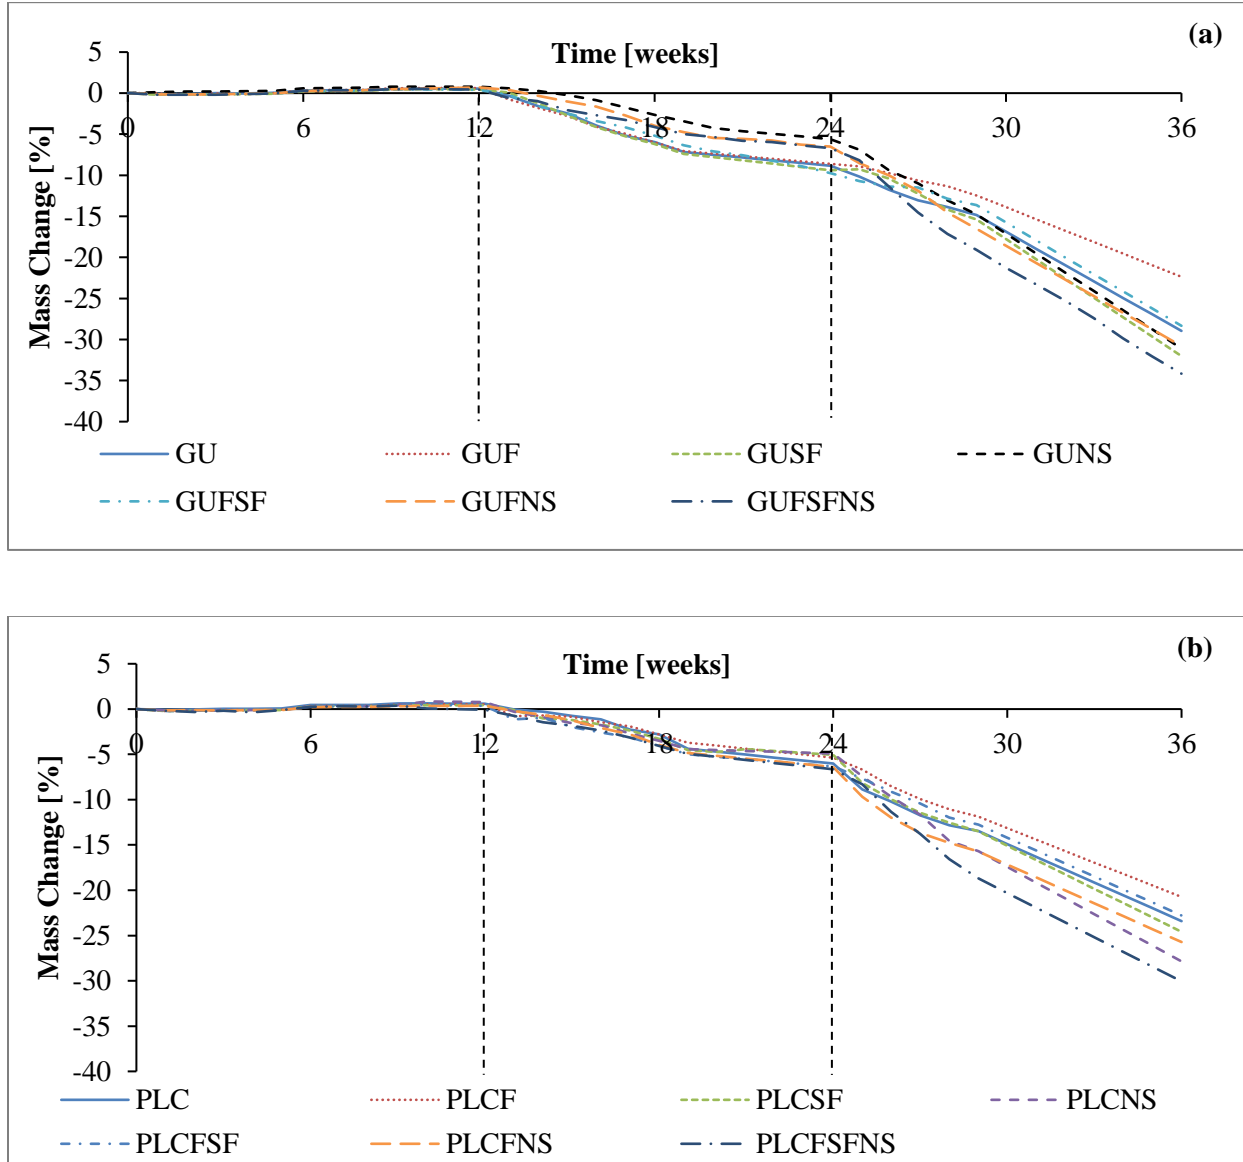 (a)
Time [weeks]
Mass Change [%]
5
0
-5
-10
-15
-20
-25
-30
-35
-40
0 6 12 18 24 30 36
GU GUF GUSF GUNS
GUFSF GUFNS GUFSFNS
(b)
Time [weeks]
Mass Change [%]
5
0
-5
-10
-15
-20
-25
-30
-35
-40
0 6 12 18 24 30 36
PLC PLCF PLCSF PLCNS
PLCFSF PLCFNS PLCFSFNS